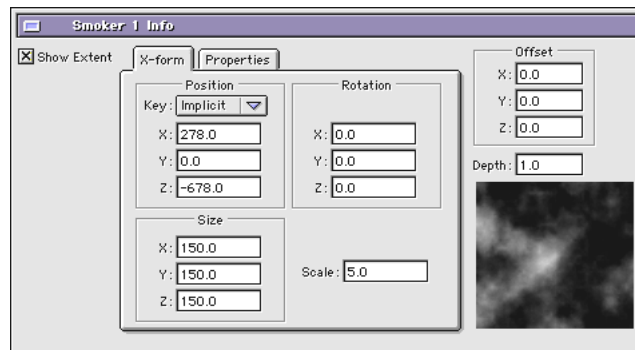 Smoker 1 Info
Show Extent
X-form
Properties
Position
Key: Implicit
X: 278.0
Y: 0.0
Z: -678.0
Rotation
X: 0.0
Y: 0.0
Z: 0.0
Size
X: 150.0
Y: 150.0
Z: 150.0
Scale: 5.0
Offset
X: 0.0
Y: 0.0
Z: 0.0
Depth: 1.0